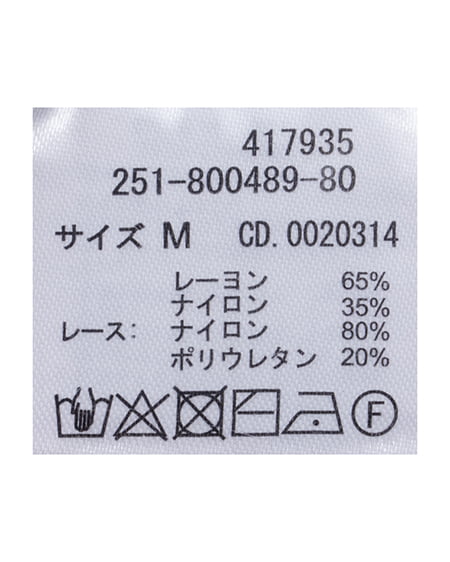 417935
251-800489-80
サイズ M CD. 0020314
レーヨン 65%
ナイロン 35%
レース: ナイロン 80%
ポリウレタン 20%
F